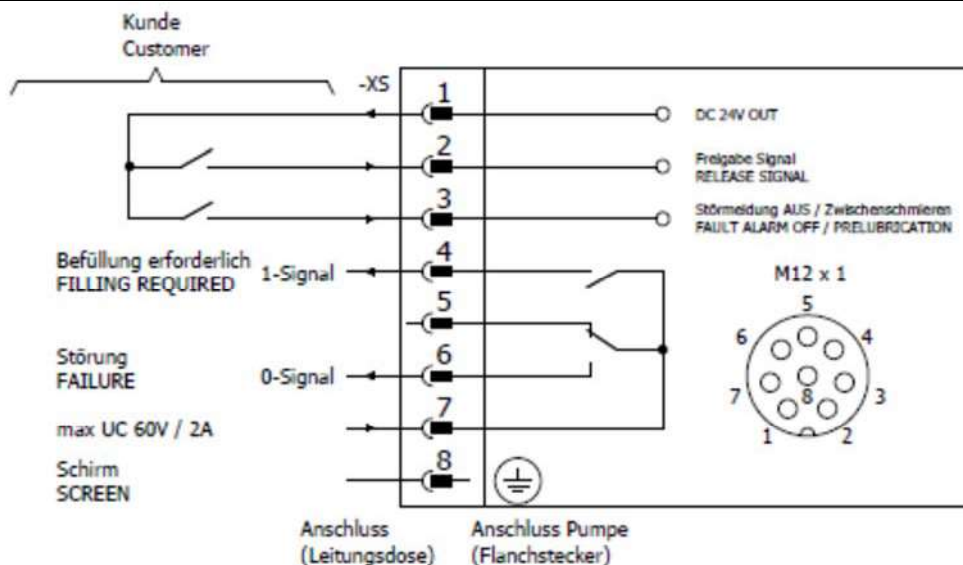 Kunde
Customer
-XS
1
DC 24V OUT
2
Freigabe Signal
RELEASE SIGNAL
3
Störmeldung AUS / Zwischenschmieren
FAULT ALARM OFF / PRELUBRICATION
Befüllung erforderlich
FILLING REQUIRED
1-Signal
4
5
Störung
FAILURE
0-Signal
6
max UC 60V / 2A
7
Schirm
SCREEN
8
M12 x 1
5
6
4
7
8
3
1
2
Anschluss
(Leitungsdose)
Anschluss Pumpe
(Flanchstecker)